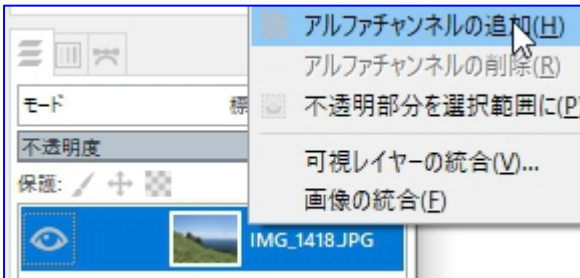 アルファチャンネルの追加(H)
アルファチャンネルの削除(R)
不透明部分を選択範囲に(P)
可視レイヤーの統合(V)...
画像の統合(F)
モード 標
不透明度
保護:
IMG_1418.JPG